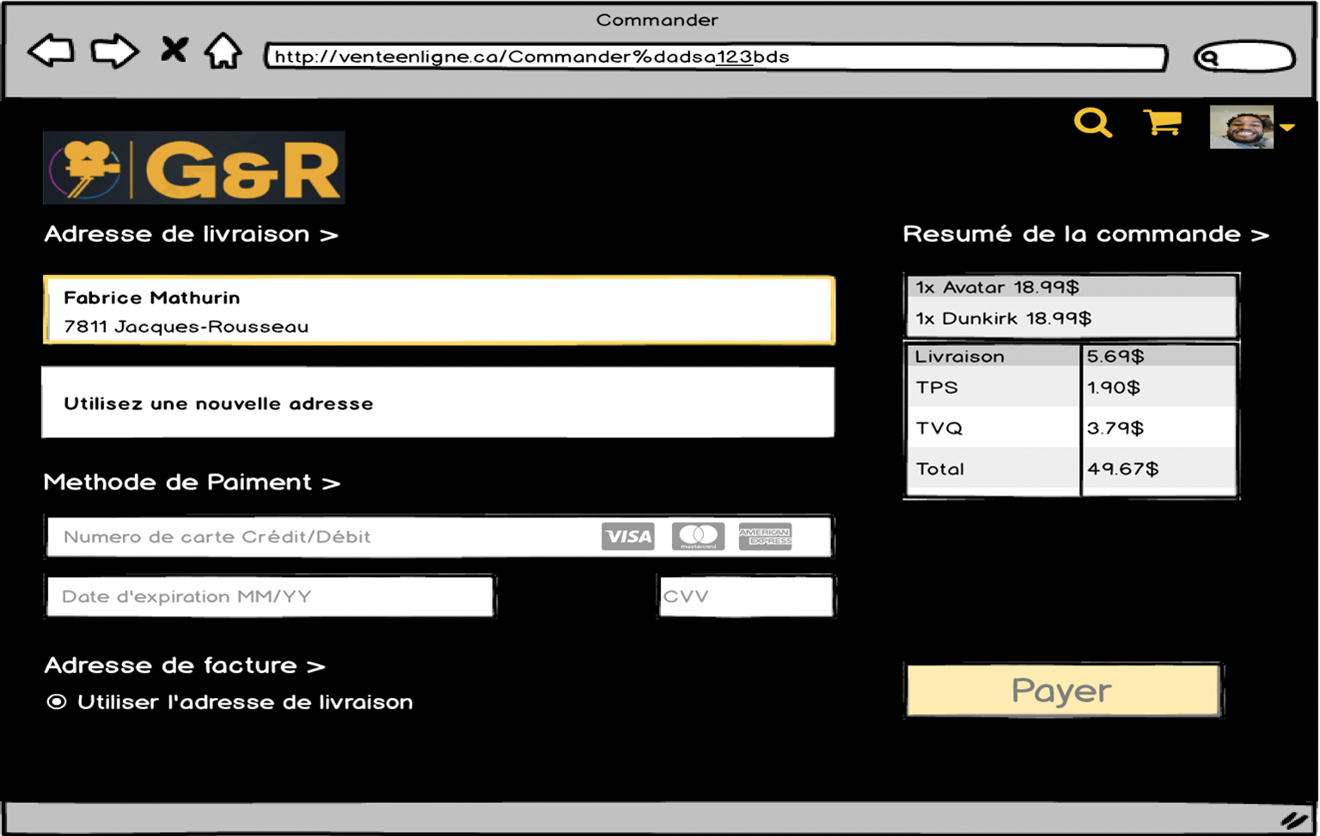 Commander
http://venteenligne.ca/Commander%dadsa123bds
G&R
Adresse de livraison >
Fabrice Mathurin
7811 Jacques-Rousseau
Utilisez une nouvelle adresse
Methode de Paiment >
Numero de carte Crédit/Débit VISA mastercard AMERICAN EXPRESS
Date d'expiration MM/YY CVV
Adresse de facture >
Utiliser l'adresse de livraison
Resumé de la commande >
1x Avatar 18.99$
1x Dunkirk 18.99$
Livraison 5.69$
TPS 1.90$
TVQ 3.79$
Total 49.67$
Payer